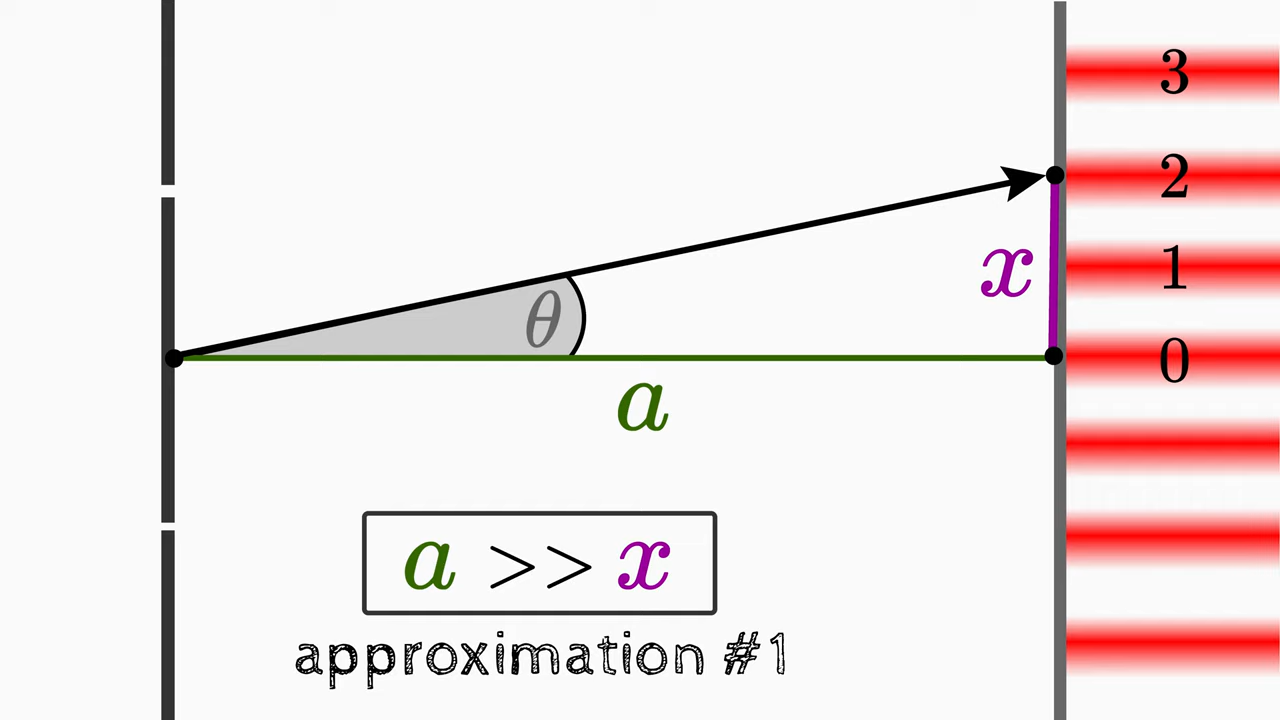 3
2
1
x
θ
0
a
a >> x
approximation #1